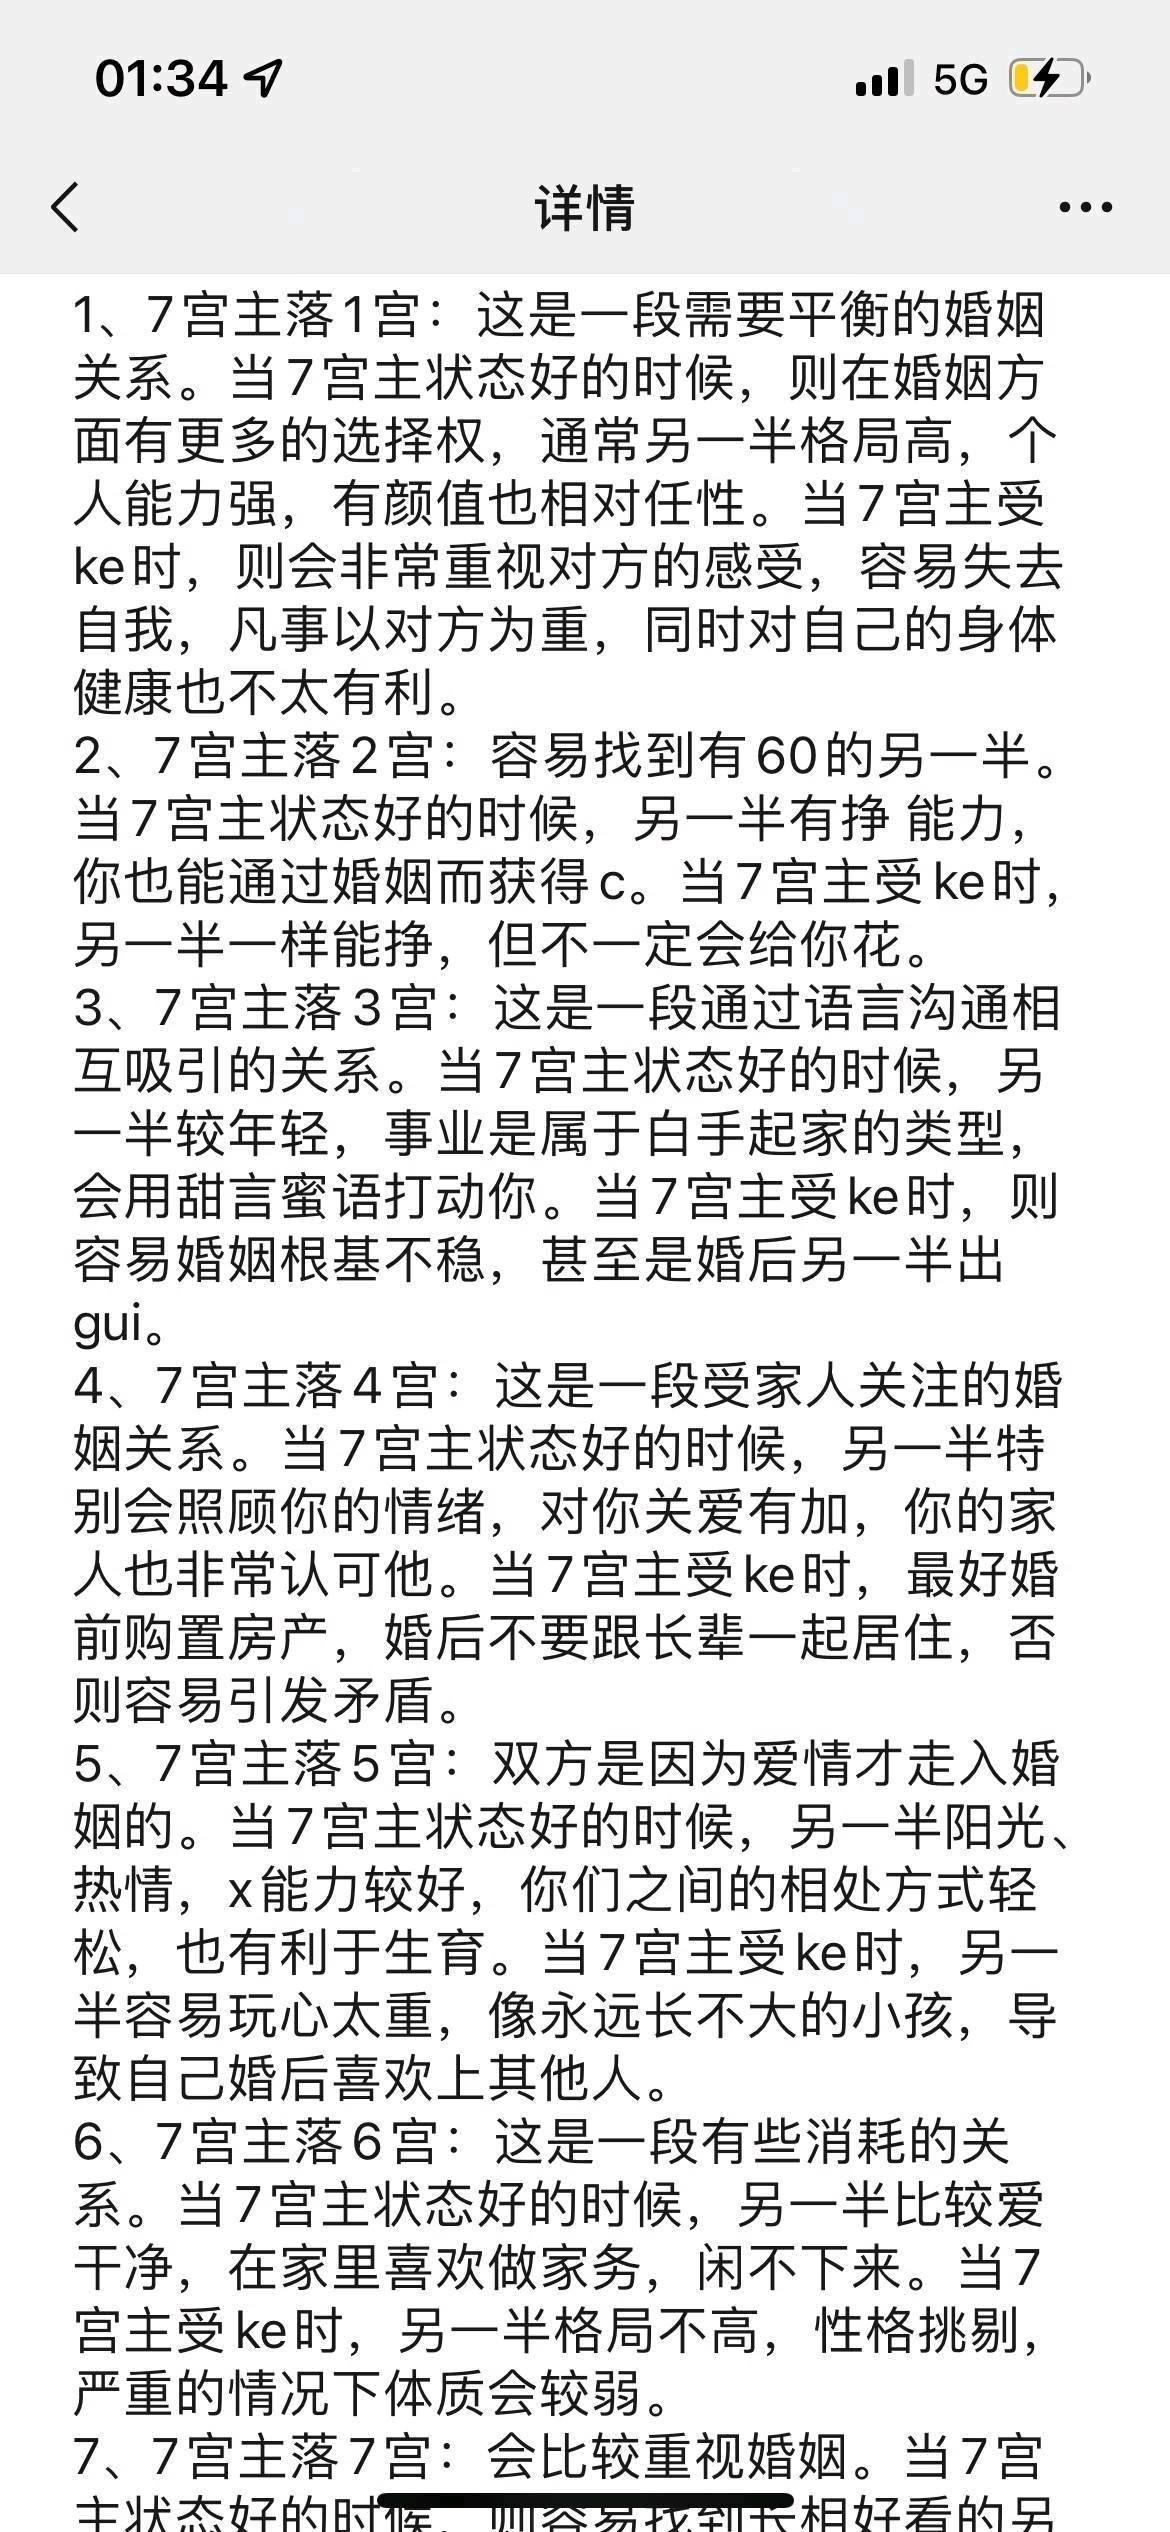 01:34
5G
详情
1、7宫主落1宫：这是一段需要平衡的婚姻
关系。当7宫主状态好的时候，则在婚姻方
面有更多的选择权，通常另一半格局高，个
人能力强，有颜值也相对任性。当7宫主受
ke时，则会非常重视对方的感受，容易失去
自我，凡事以对方为重，同时对自己的身体
健康也不太有利。
2、7宫主落2宫：容易找到有60的另一半。
当7宫主状态好的时候，另一半有挣 能力，
你也能通过婚姻而获得c。当7宫主受ke时，
另一半一样能挣，但不一定会给你花。
3、7宫主落3宫：这是一段通过语言沟通相
互吸引的关系。当7宫主状态好的时候，另
一半较年轻，事业是属于白手起家的类型，
会用甜言蜜语打动你。当7宫主受ke时，则
容易婚姻根基不稳，甚至是婚后另一半出
gui。
4、7宫主落4宫：这是一段受家人关注的婚
姻关系。当7宫主状态好的时候，另一半特
别会照顾你的情绪，对你关爱有加，你的家
人也非常认可他。当7宫主受ke时，最好婚
前购置房产，婚后不要跟长辈一起居住，否
则容易引发矛盾。
5、7宫主落5宫：双方是因为爱情才走入婚
姻的。当7宫主状态好的时候，另一半阳光、
热情，x能力较好，你们之间的相处方式轻
松，也有利于生育。当7宫主受ke时，另一
半容易玩心太重，像永远长不大的小孩，导
致自己婚后喜欢上其他人。
6、7宫主落6宫：这是一段有些消耗的关
系。当7宫主状态好的时候，另一半比较爱
干净，在家里喜欢做家务，闲不下来。当7
宫主受ke时，另一半格局不高，性格挑剔，
严重的情况下体质会较弱。
7、7宫主落7宫：会比较重视婚姻。当7宫
主状态好的时候，则容易找到长相好看的另